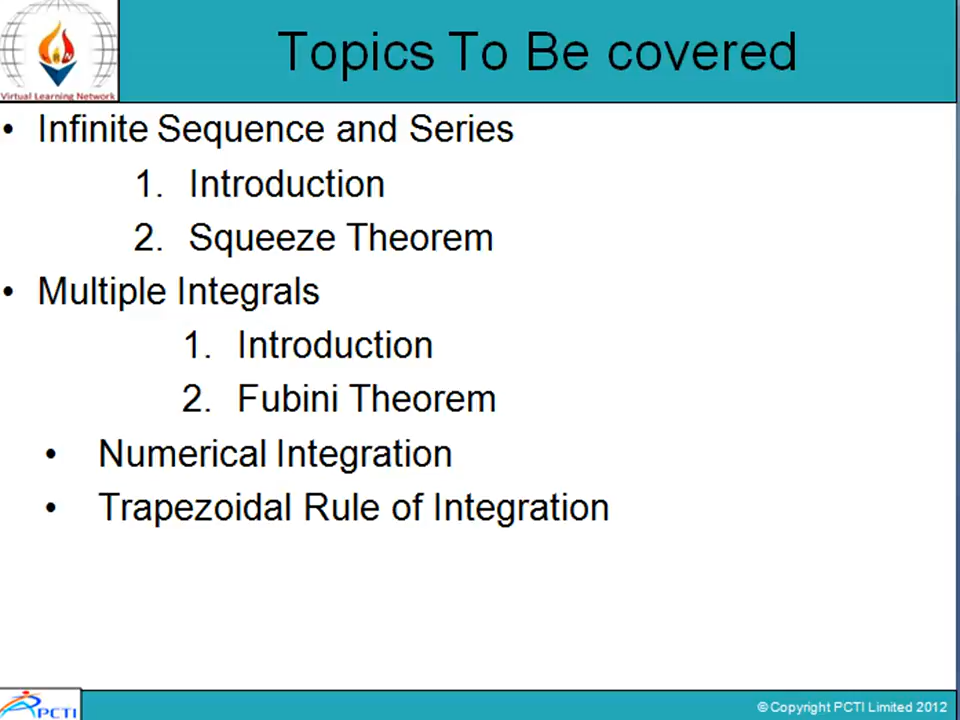 Topics To Be covered
Virtual Learning Network
• Infinite Sequence and Series
1. Introduction
2. Squeeze Theorem
• Multiple Integrals
1. Introduction
2. Fubini Theorem
• Numerical Integration
• Trapezoidal Rule of Integration
PCTI
© Copyright PCTI Limited 2012